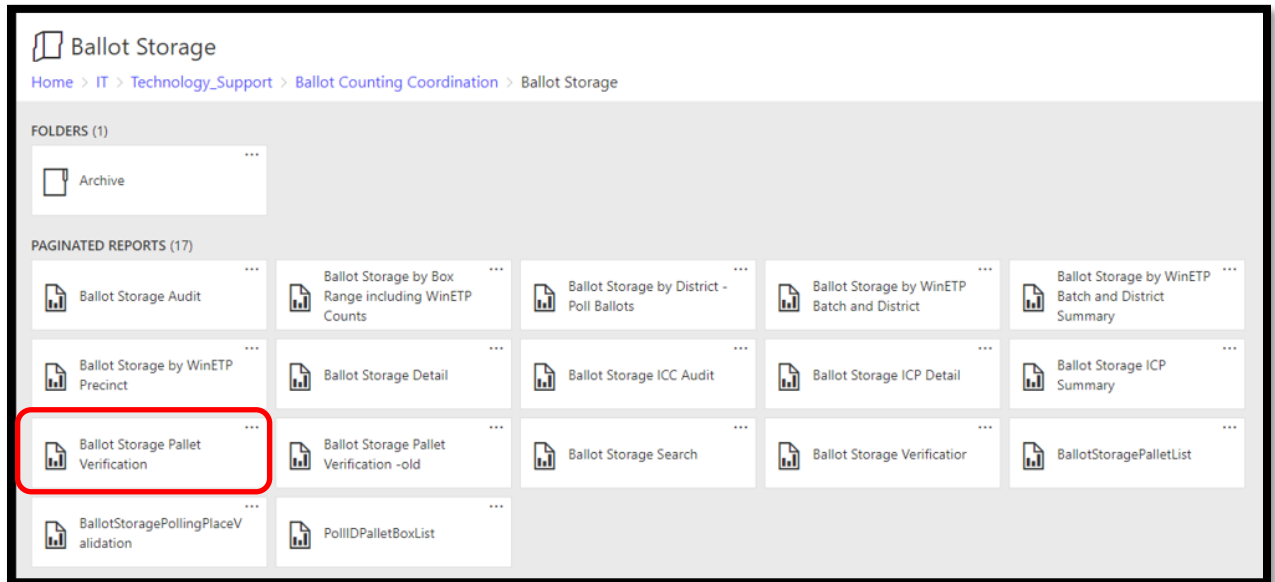 Ballot Storage
Home > IT > Technology_Support > Ballot Counting Coordination > Ballot Storage
FOLDERS (1)
...
Archive
PAGINATED REPORTS (17)
...
Ballot Storage Audit
...
Ballot Storage by Box
Range including WinETP
Counts
...
Ballot Storage by District -
Poll Ballots
...
Ballot Storage by WinETP
Batch and District
...
Ballot Storage by WinETP
Batch and District
Summary
...
Ballot Storage by WinETP
Precinct
...
Ballot Storage Detail
...
Ballot Storage ICC Audit
...
Ballot Storage ICP Detail
...
Ballot Storage ICP
Summary
...
Ballot Storage Pallet
Verification
...
Ballot Storage Pallet
Verification -old
...
Ballot Storage Search
...
Ballot Storage Verificatior
...
BallotStoragePalletList
...
BallotStoragePollingPlaceV
alidation
...
PollIDPalletBoxList